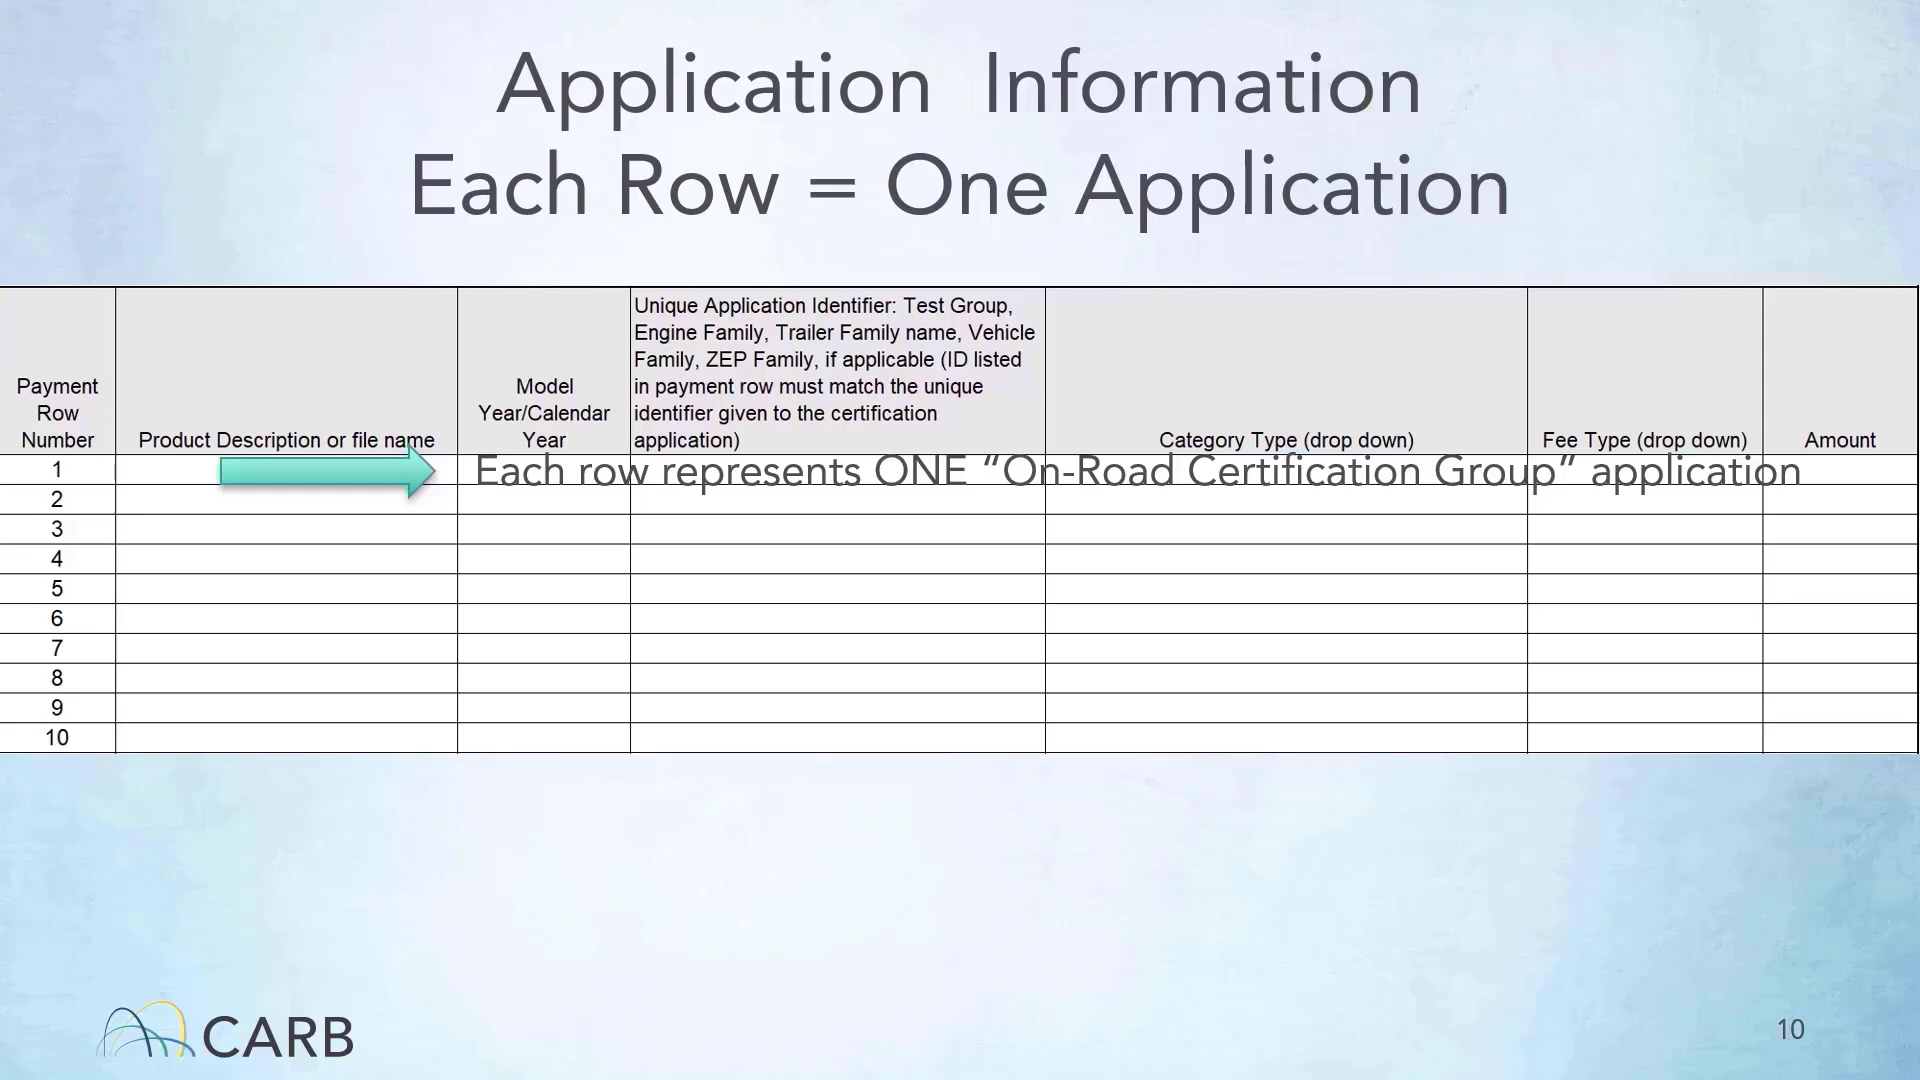 Application Information
Each Row = One Application
Payment
Row
Number
Product Description or file name
Model
Year/Calendar
Year
Unique Application Identifier: Test Group,
Engine Family, Trailer Family name, Vehicle
Family, ZEP Family, if applicable (ID listed
in payment row must match the unique
identifier given to the certification
application)
Category Type (drop down)
Fee Type (drop down)
Amount
1
Each row represents ONE “On-Road Certification Group” application
2
3
4
5
6
7
8
9
10
CARB
10